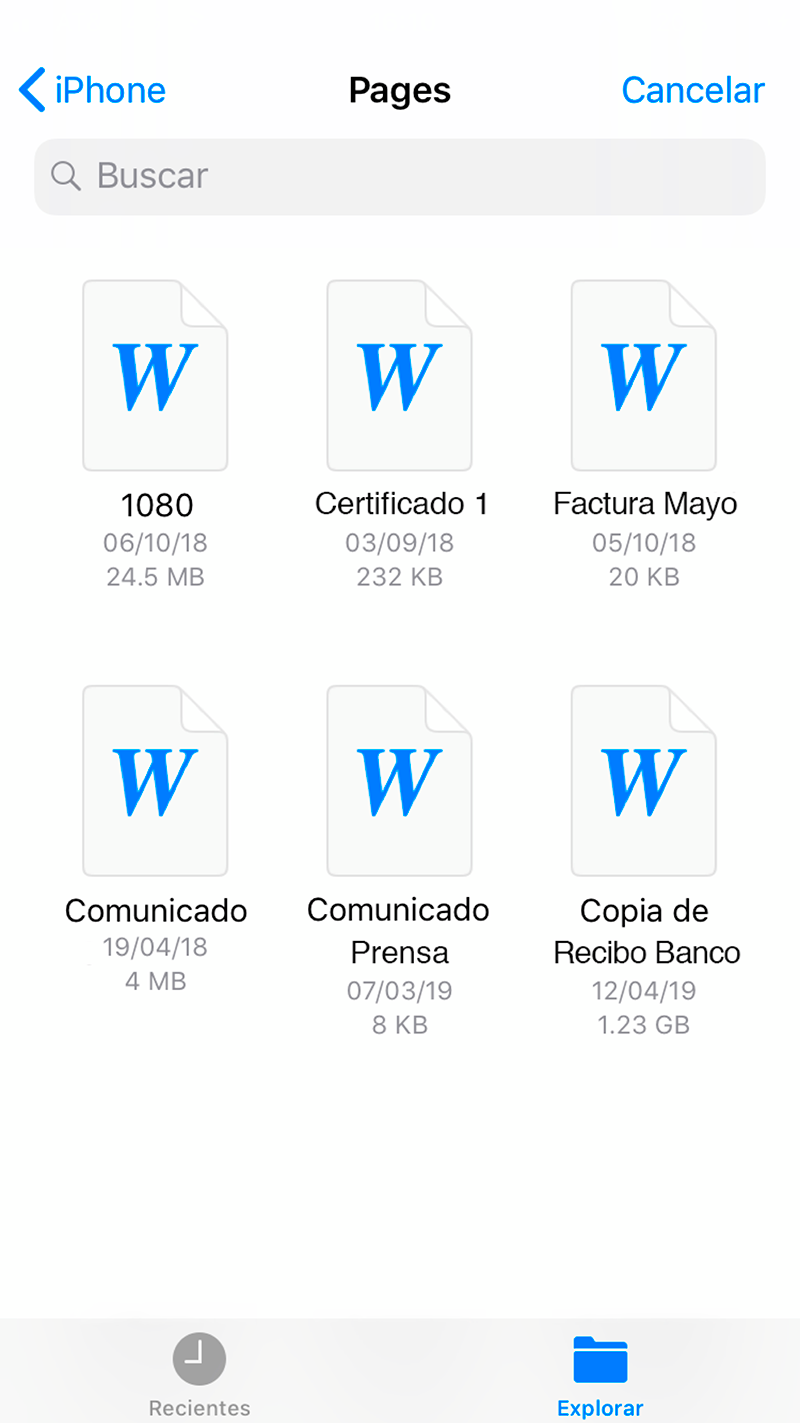 iPhone Pages Cancelar
Buscar
W W W
1080 Certificado 1 Factura Mayo
06/10/18 03/09/18 05/10/18
24.5 MB 232 KB 20 KB
W W W
Comunicado
19/04/18
4 MB
Comunicado
Prensa
07/03/19
8 KB
Copia de
Recibo Banco
12/04/19
1.23 GB
Recientes Explorar